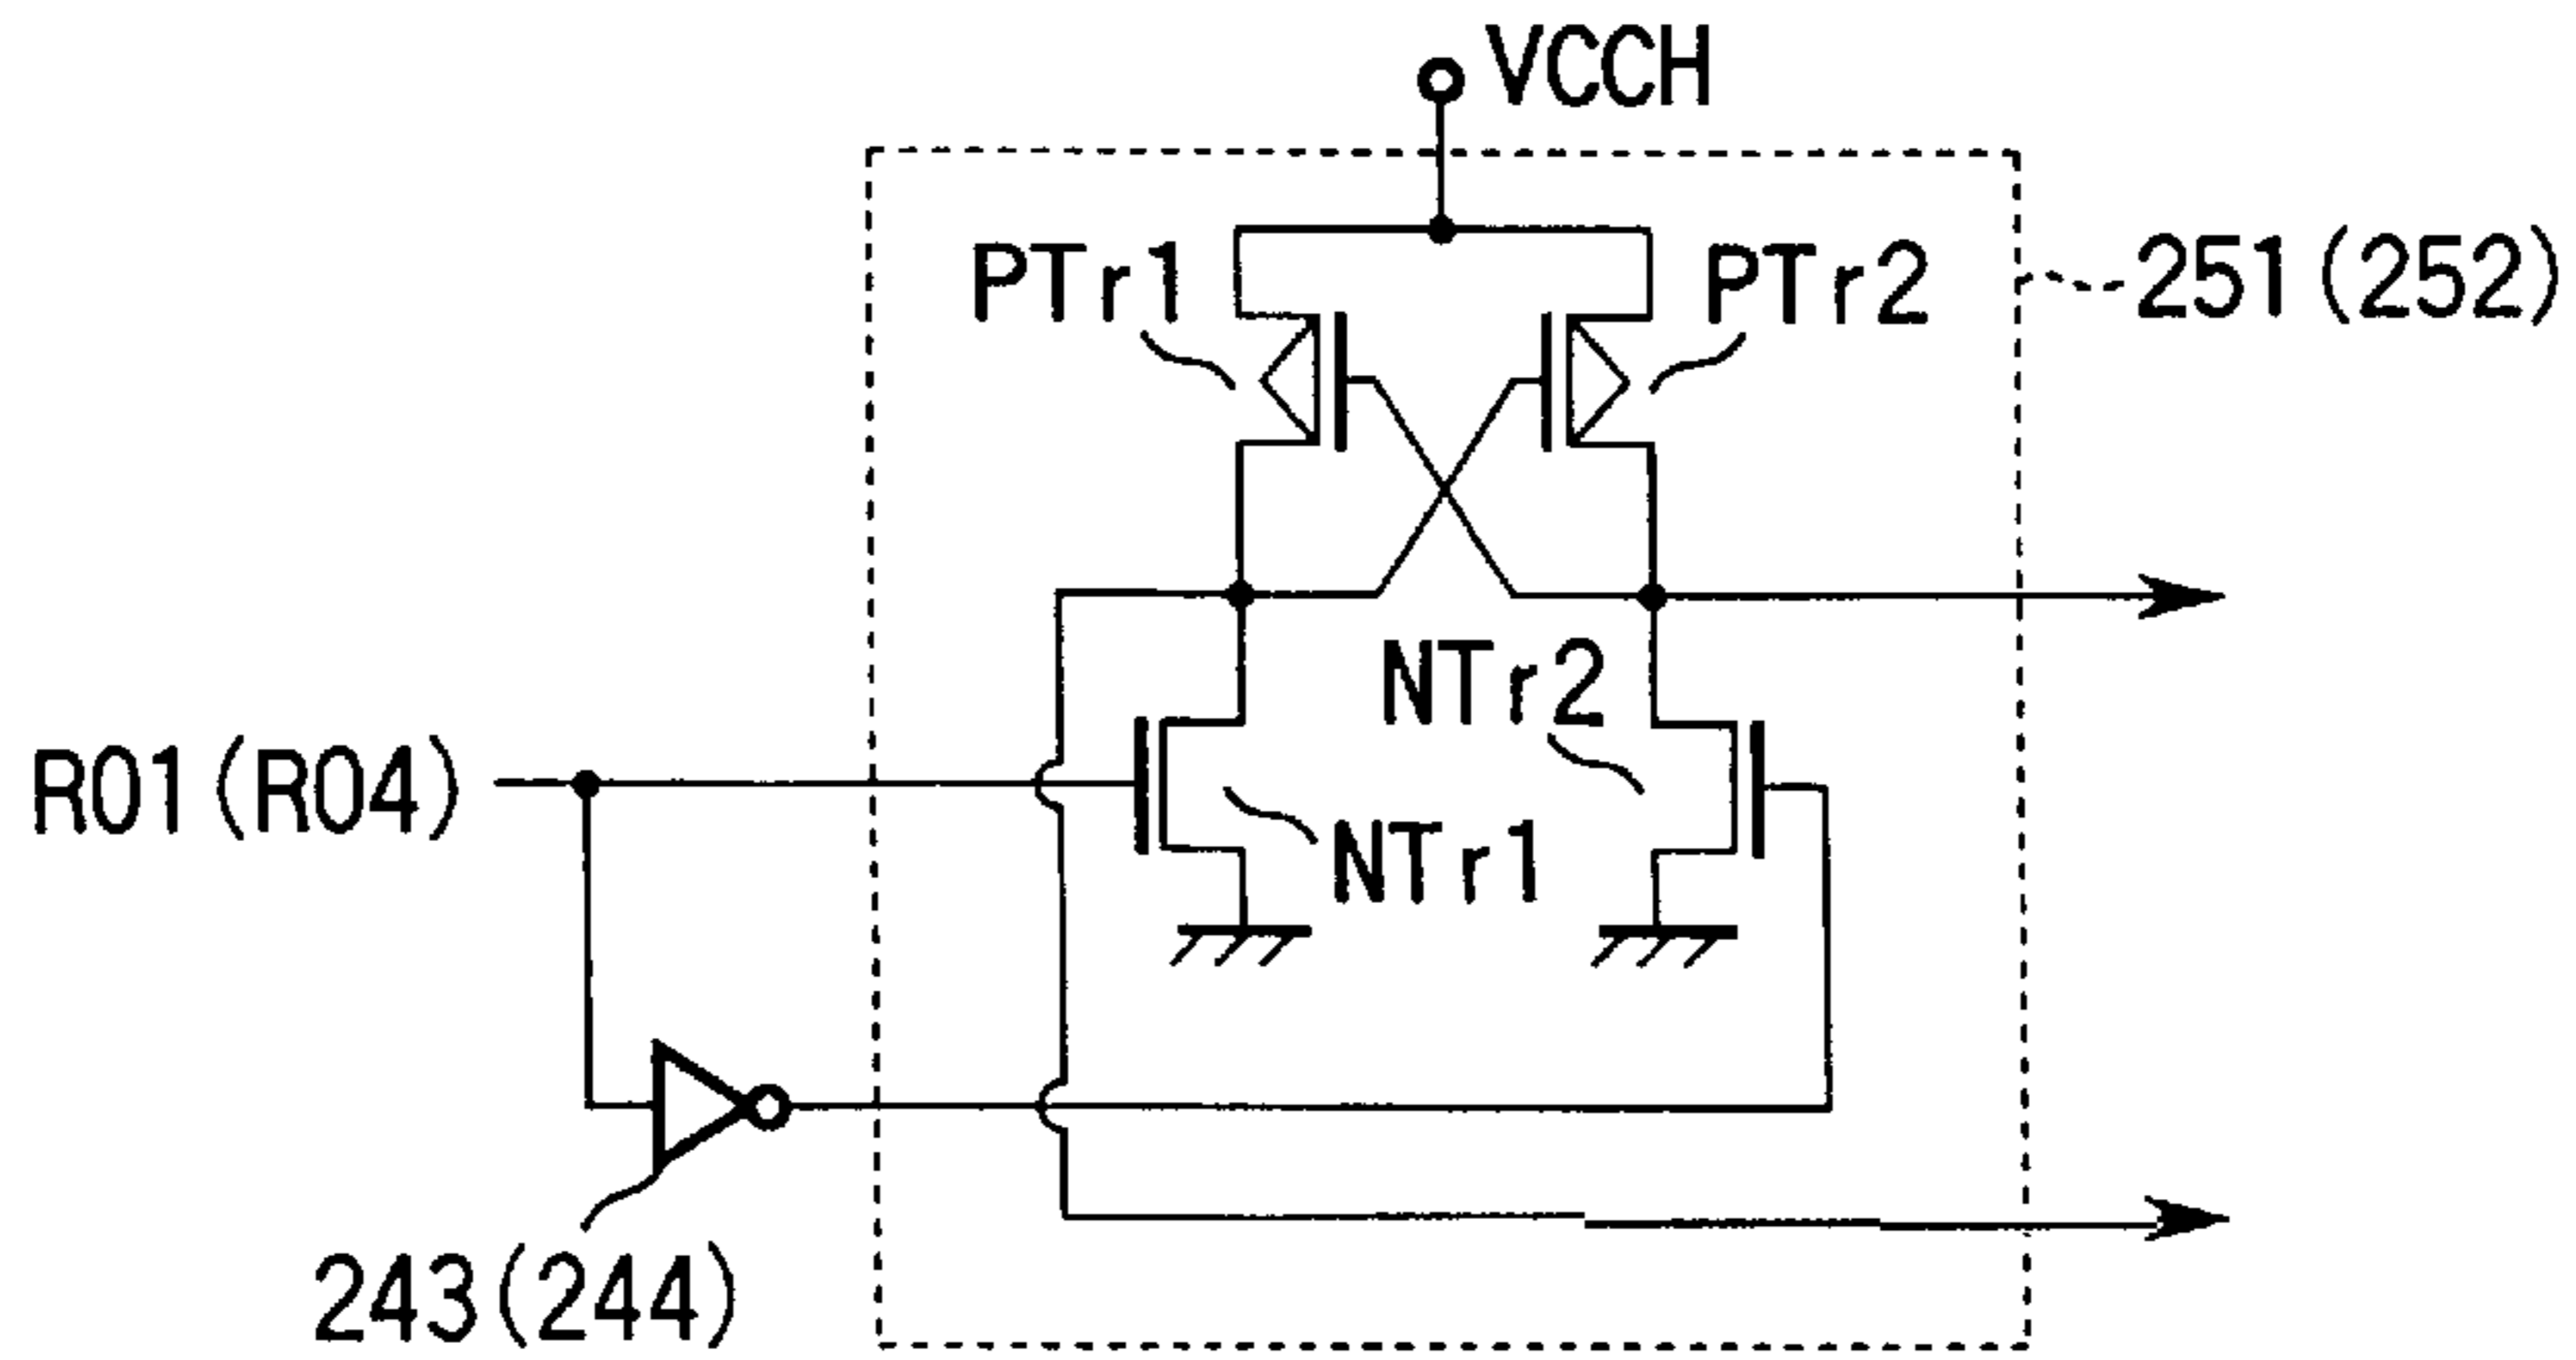 VCCH
PTr1
PTr2
251(252)
NTr2
R01(R04)
NTr1
243(244)